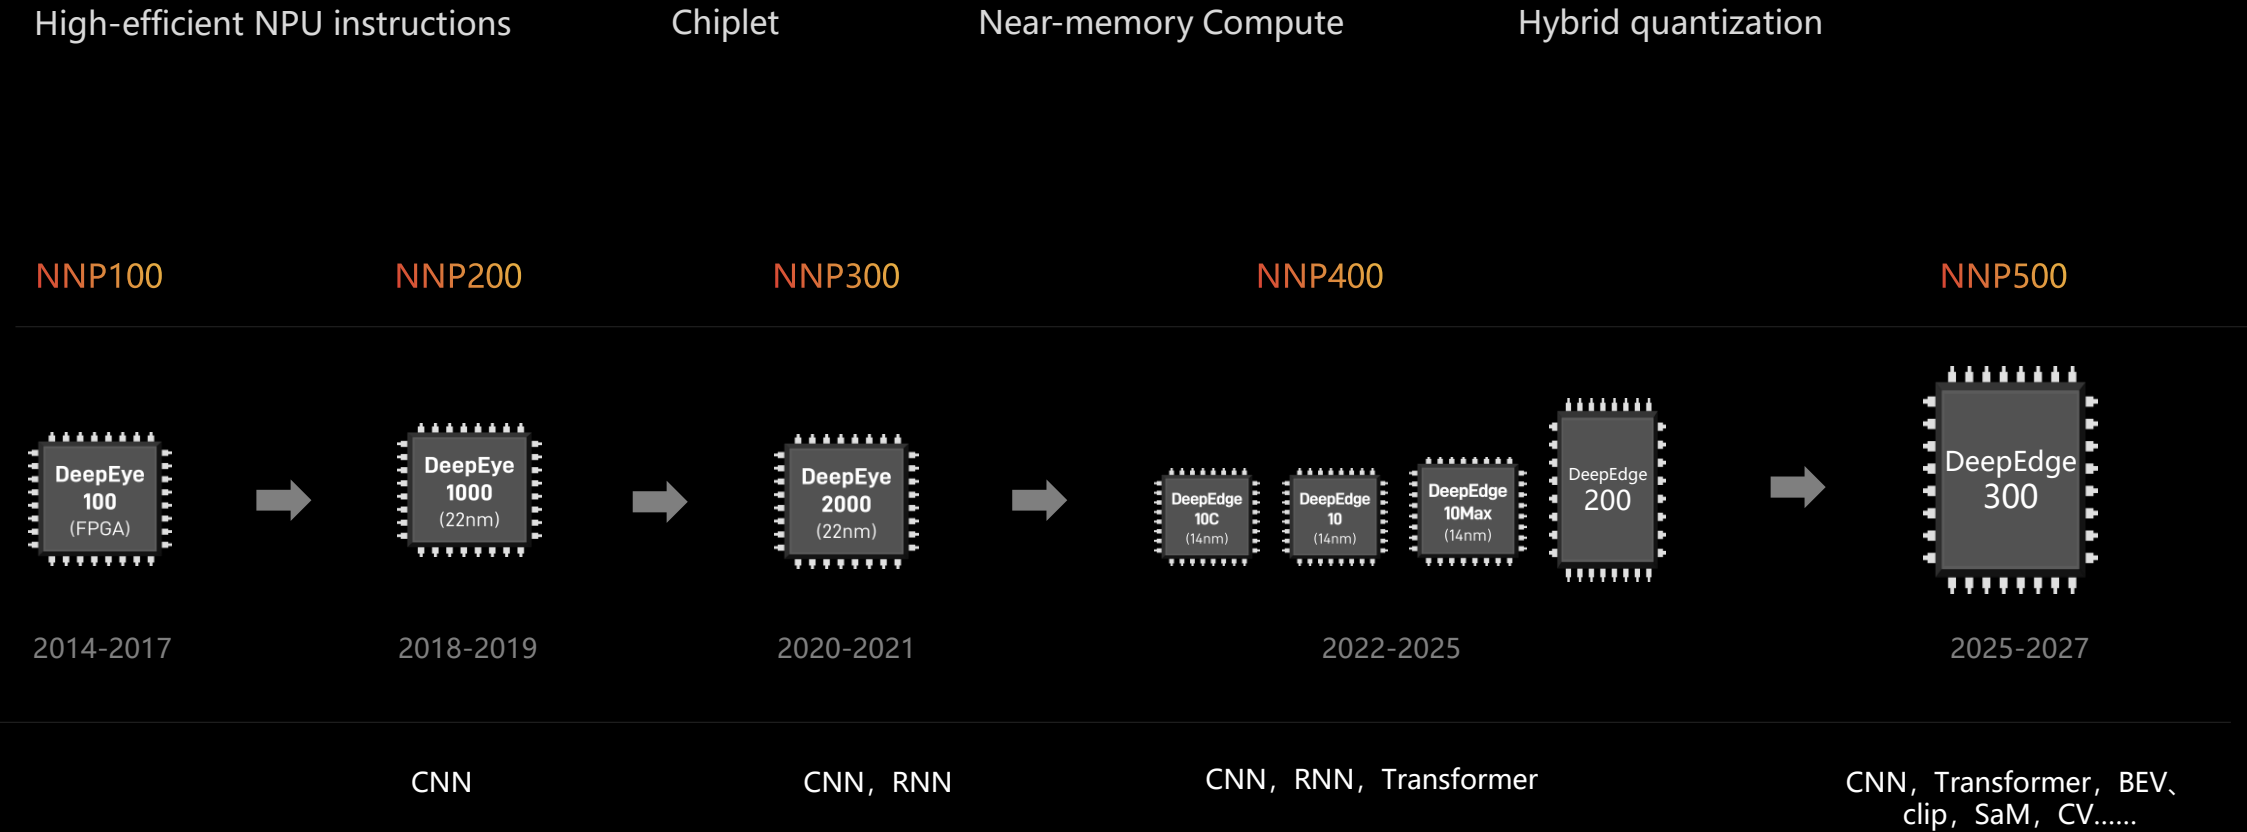 High-efficient NPU instructions
Chiplet
Near-memory Compute
Hybrid quantization
NNP100
NNP200
NNP300
NNP400
NNP500
DeepEye
100
(FPGA)
DeepEye
1000
(22nm)
DeepEye
2000
(22nm)
DeepEdge
10C
(14nm)
DeepEdge
10
(14nm)
DeepEdge
10Max
(14nm)
DeepEdge
200
DeepEdge
300
2014-2017
2018-2019
2020-2021
2022-2025
2025-2027
CNN
CNN，RNN
CNN，RNN，Transformer
CNN，Transformer，BEV、
clip，SaM，CV……